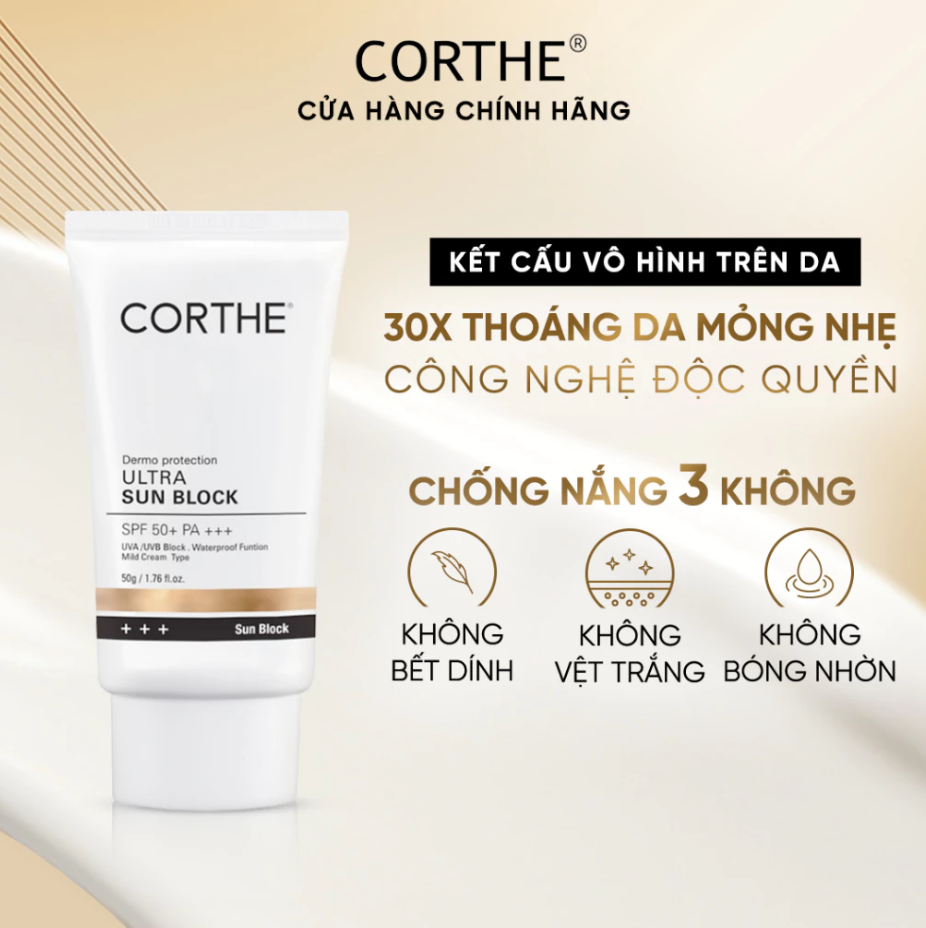 CORTHE®
CỬA HÀNG CHÍNH HÃNG
CORTHE®
Dermo protection
ULTRA
SUN BLOCK
SPF 50+ PA +++
UVA/UVB Block . Waterproof Funtion
Mild Cream Type
50g / 1.76 fl.oz.
+ + + Sun Block
KẾT CẤU VÔ HÌNH TRÊN DA
30X THOÁNG DA MỎNG NHẸ
CÔNG NGHỆ ĐỘC QUYỀN
CHỐNG NẮNG 3 KHÔNG
KHÔNG
BẾT DÍNH
KHÔNG
VỆT TRẮNG
KHÔNG
BÓNG NHỜN